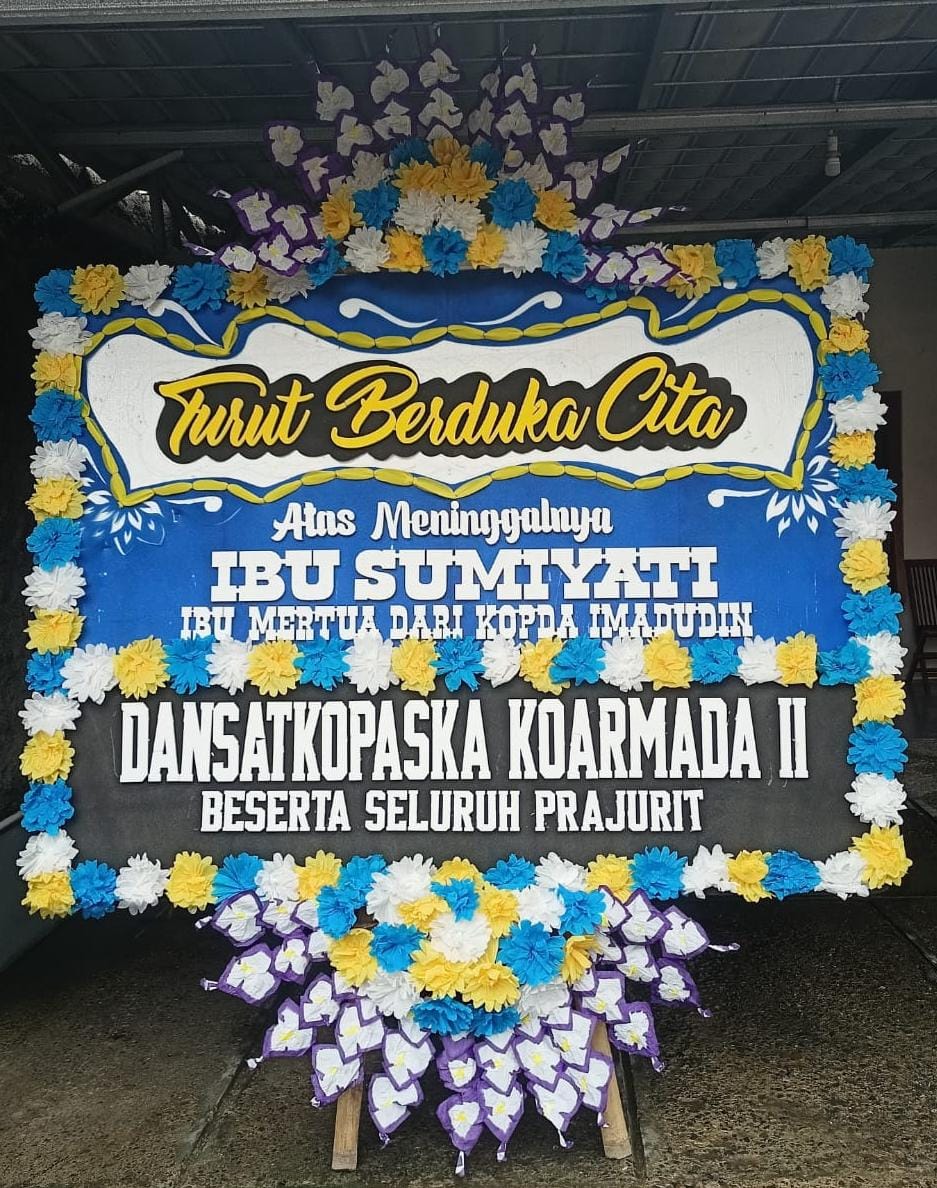 Turut Berduka Cita
Atas Meninggalnya
IBU SUMIYATI
IBU MERTUA DARI KOPDA IMADUDIN
DANSATKOPASKA KOARMADA II
BESERTA SELURUH PRAJURIT